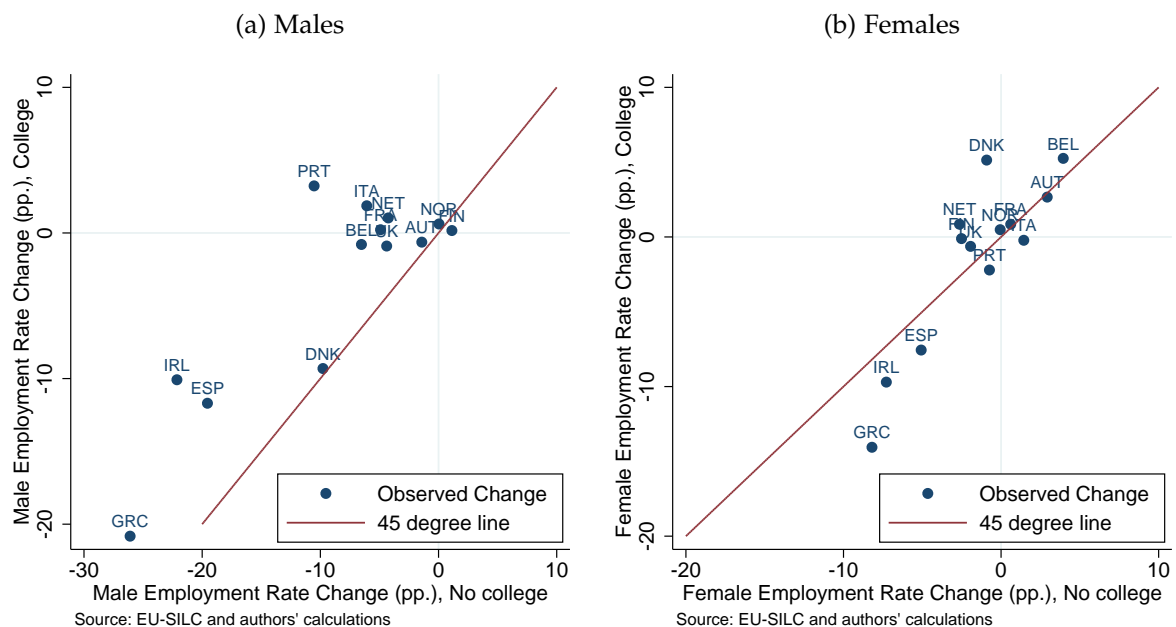 (a) Males
Male Employment Rate Change (pp.), College
10
0
-10
-20
PRT
ITA
NET
FRA
NOR
FIN
BEL
UK
AUT
DNK
IRL
ESP
GRC
Observed Change
45 degree line
-30
-20
-10
0
10
Male Employment Rate Change (pp.), No college
Source: EU-SILC and authors' calculations
(b) Females
Female Employment Rate Change (pp.), College
10
0
-10
-20
DNK
BEL
AUT
NET
FRA
NOR
FIN
UK
ITA
PRT
ESP
IRL
GRC
Observed Change
45 degree line
-20
-10
0
10
Female Employment Rate Change (pp.), No college
Source: EU-SILC and authors' calculations